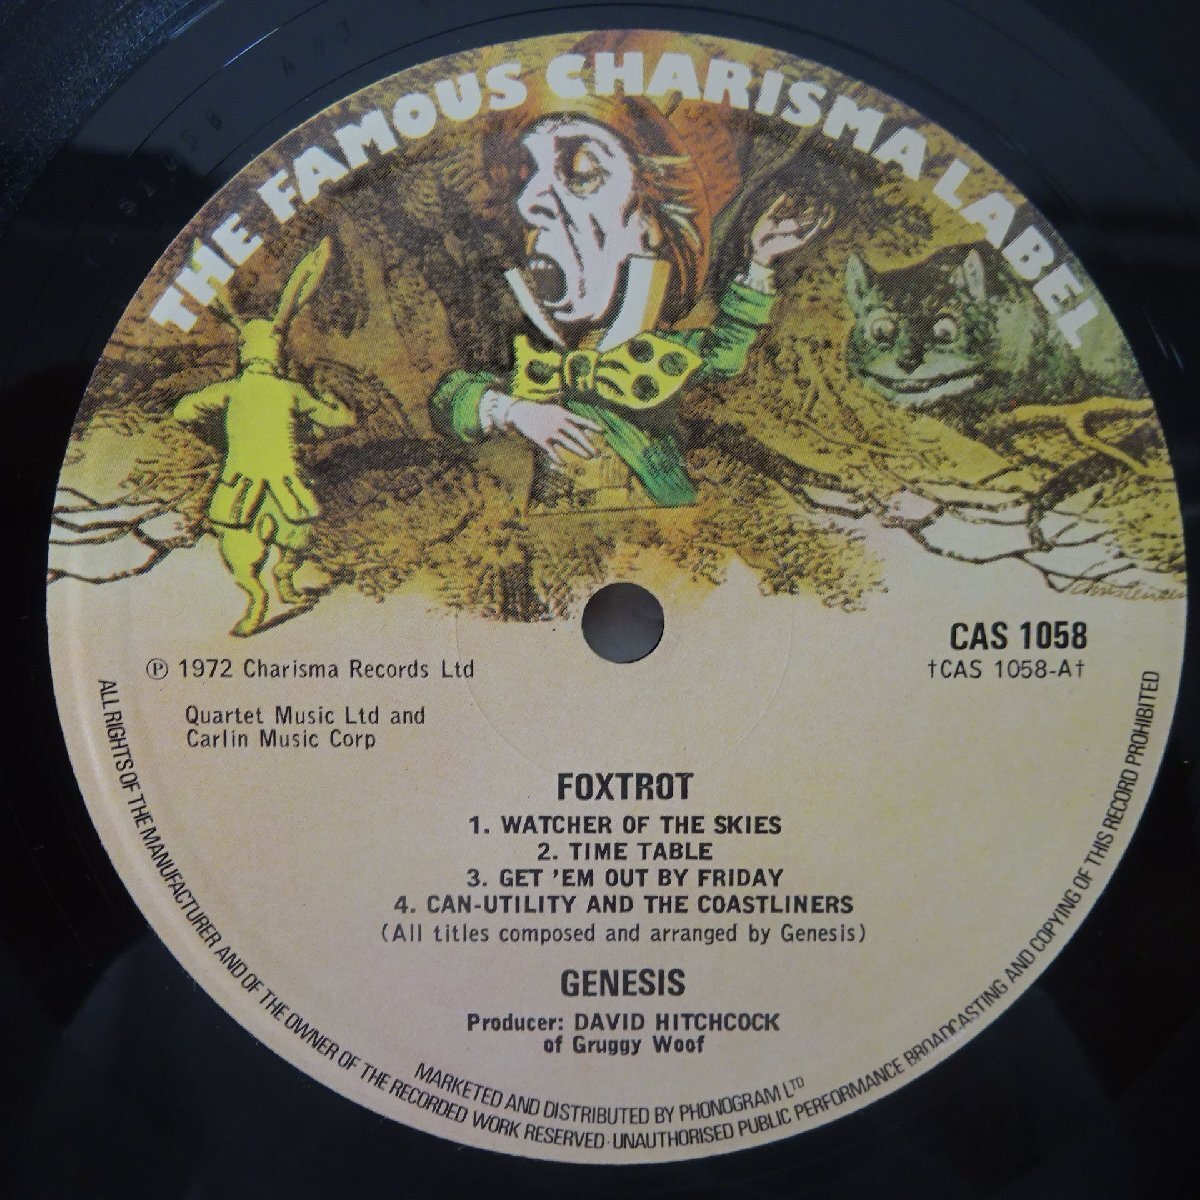 THE FAMOUS CHARISMA LABEL
CAS 1058
†CAS 1058-A†
Ⓟ 1972 Charisma Records Ltd
Quartet Music Ltd and
Carlin Music Corp
FOXTROT
1. WATCHER OF THE SKIES
2. TIME TABLE
3. GET 'EM OUT BY FRIDAY
4. CAN-UTILITY AND THE COASTLINERS
(All titles composed and arranged by Genesis)
GENESIS
Producer: DAVID HITCHCOCK
of Gruggy Woof
MARKETED AND DISTRIBUTED BY PHONOGRAM LTD
ALL RIGHTS OF THE MANUFACTURER AND OF THE OWNER OF THE RECORDED WORK RESERVED · UNAUTHORISED PUBLIC PERFORMANCE BROADCASTING AND COPYING OF THIS RECORD PROHIBITED